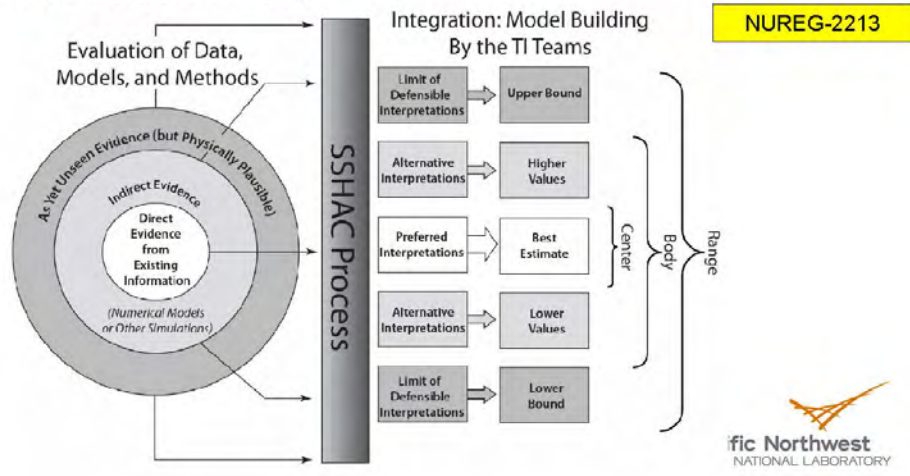 Evaluation of Data,
Models, and Methods
As Yet Unseen Evidence (but Physically Plausible)
Indirect Evidence
Direct
Evidence
from
Existing
Information
(Numerical Models
or Other Simulations)
SSHAC Process
Integration: Model Building
By the TI Teams
Limit of
Defensible
Interpretations
Upper Bound
Alternative
Interpretations
Higher
Values
Preferred
Interpretations
Best
Estimate
Alternative
Interpretations
Lower
Values
Limit of
Defensible
Interpretations
Lower
Bound
Center
Body
Range
NUREG-2213
ific Northwest
NATIONAL LABORATORY